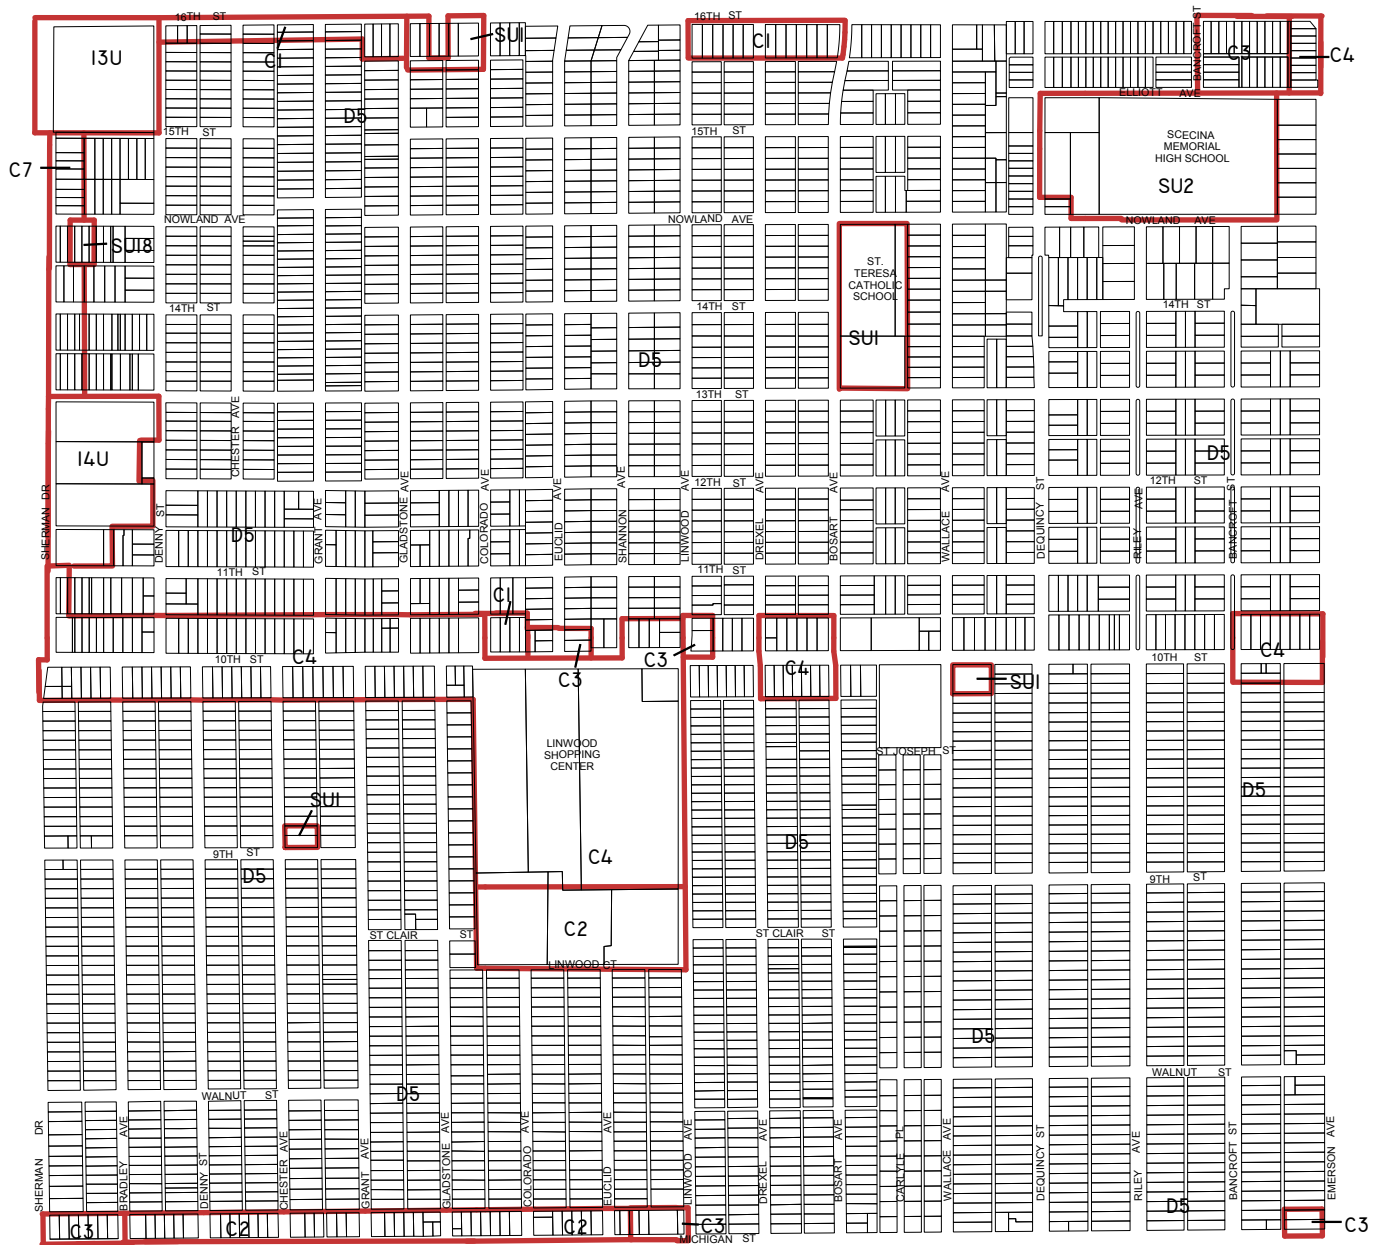 16TH ST
16TH ST
BANCROFT ST
I3U
C1
SU1
C1
C3
C4
ELLIOTT AVE
D5
15TH ST
15TH ST
SCECINA
MEMORIAL
HIGH SCHOOL
SU2
C7
NOWLAND AVE
NOWLAND AVE
NOWLAND AVE
SU18
ST.
TERESA
CATHOLIC
SCHOOL
SU1
14TH ST
14TH ST
D5
13TH ST
CHESTER AVE
I4U
D5
12TH ST
12TH ST
SHERMAN DR
DENNY ST
GRANT AVE
GLADSTONE AVE
COLORADO AVE
EUCLID AVE
SHANNON AVE
LINWOOD AVE
DREXEL AVE
BOSART AVE
WALLACE AVE
DEQUINCY ST
RILEY AVE
BANCROFT ST
D5
11TH ST
11TH ST
C1
C4
C3
C3
C4
C4
10TH ST
10TH ST
SU1
LINWOOD
SHOPPING
CENTER
ST JOSEPH ST
SU1
D5
D5
9TH ST
D5
C4
9TH ST
C2
ST CLAIR ST
ST CLAIR ST
LINWOOD CT
D5
WALNUT ST
WALNUT ST
D5
SHERMAN DR
BRADLEY AVE
DENNY ST
CHESTER AVE
GRANT AVE
GLADSTONE AVE
COLORADO AVE
EUCLID AVE
LINWOOD AVE
DREXEL AVE
BOSART AVE
CARLYLE PL
WALLACE AVE
DEQUINCY ST
RILEY AVE
BANCROFT ST
EMERSON AVE
D5
C3
C2
C2
C3
C3
MICHIGAN ST